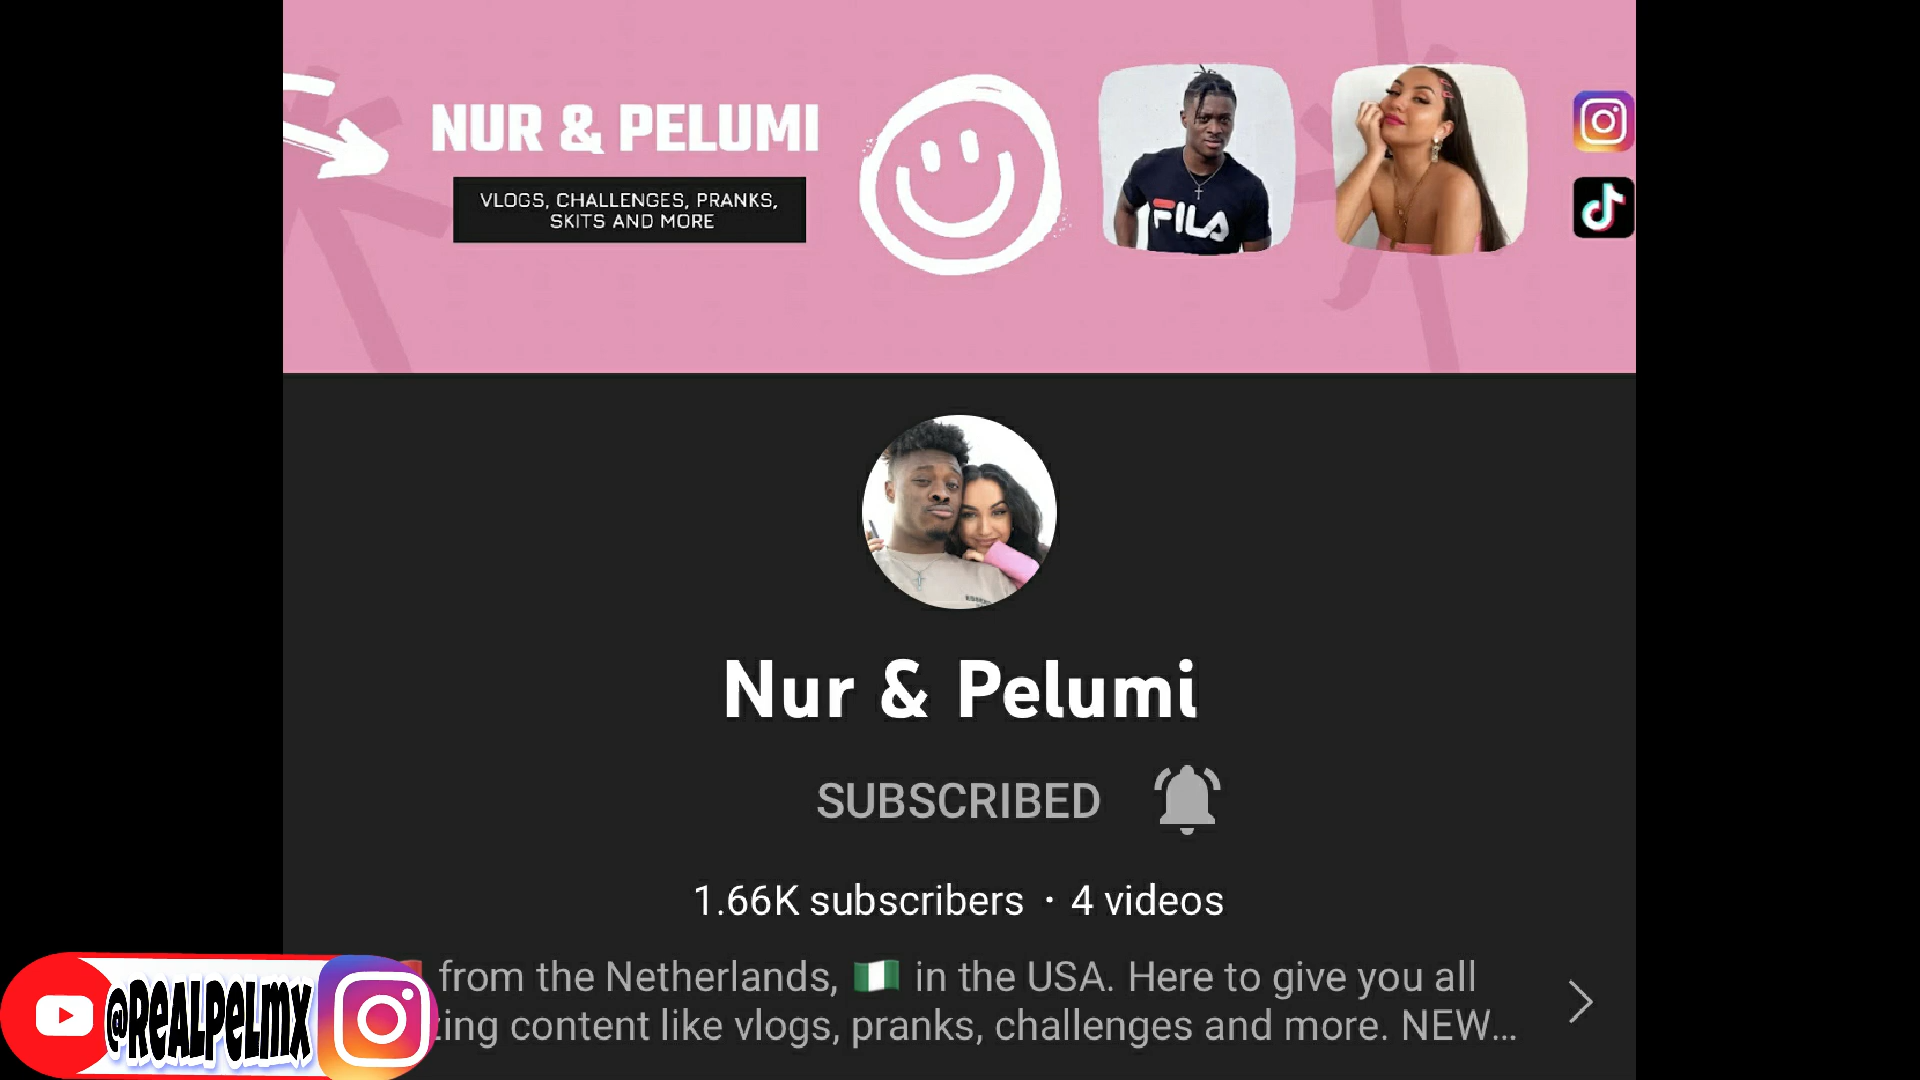 NUR & PELUMI
VLOGS, CHALLENGES, PRANKS,
SKITS AND MORE
FILA
Nur & Pelumi
SUBSCRIBED
1.66K subscribers · 4 videos
from the Netherlands, 🇳🇬 in the USA. Here to give you all
zing content like vlogs, pranks, challenges and more. NEW...
@REALPELMX